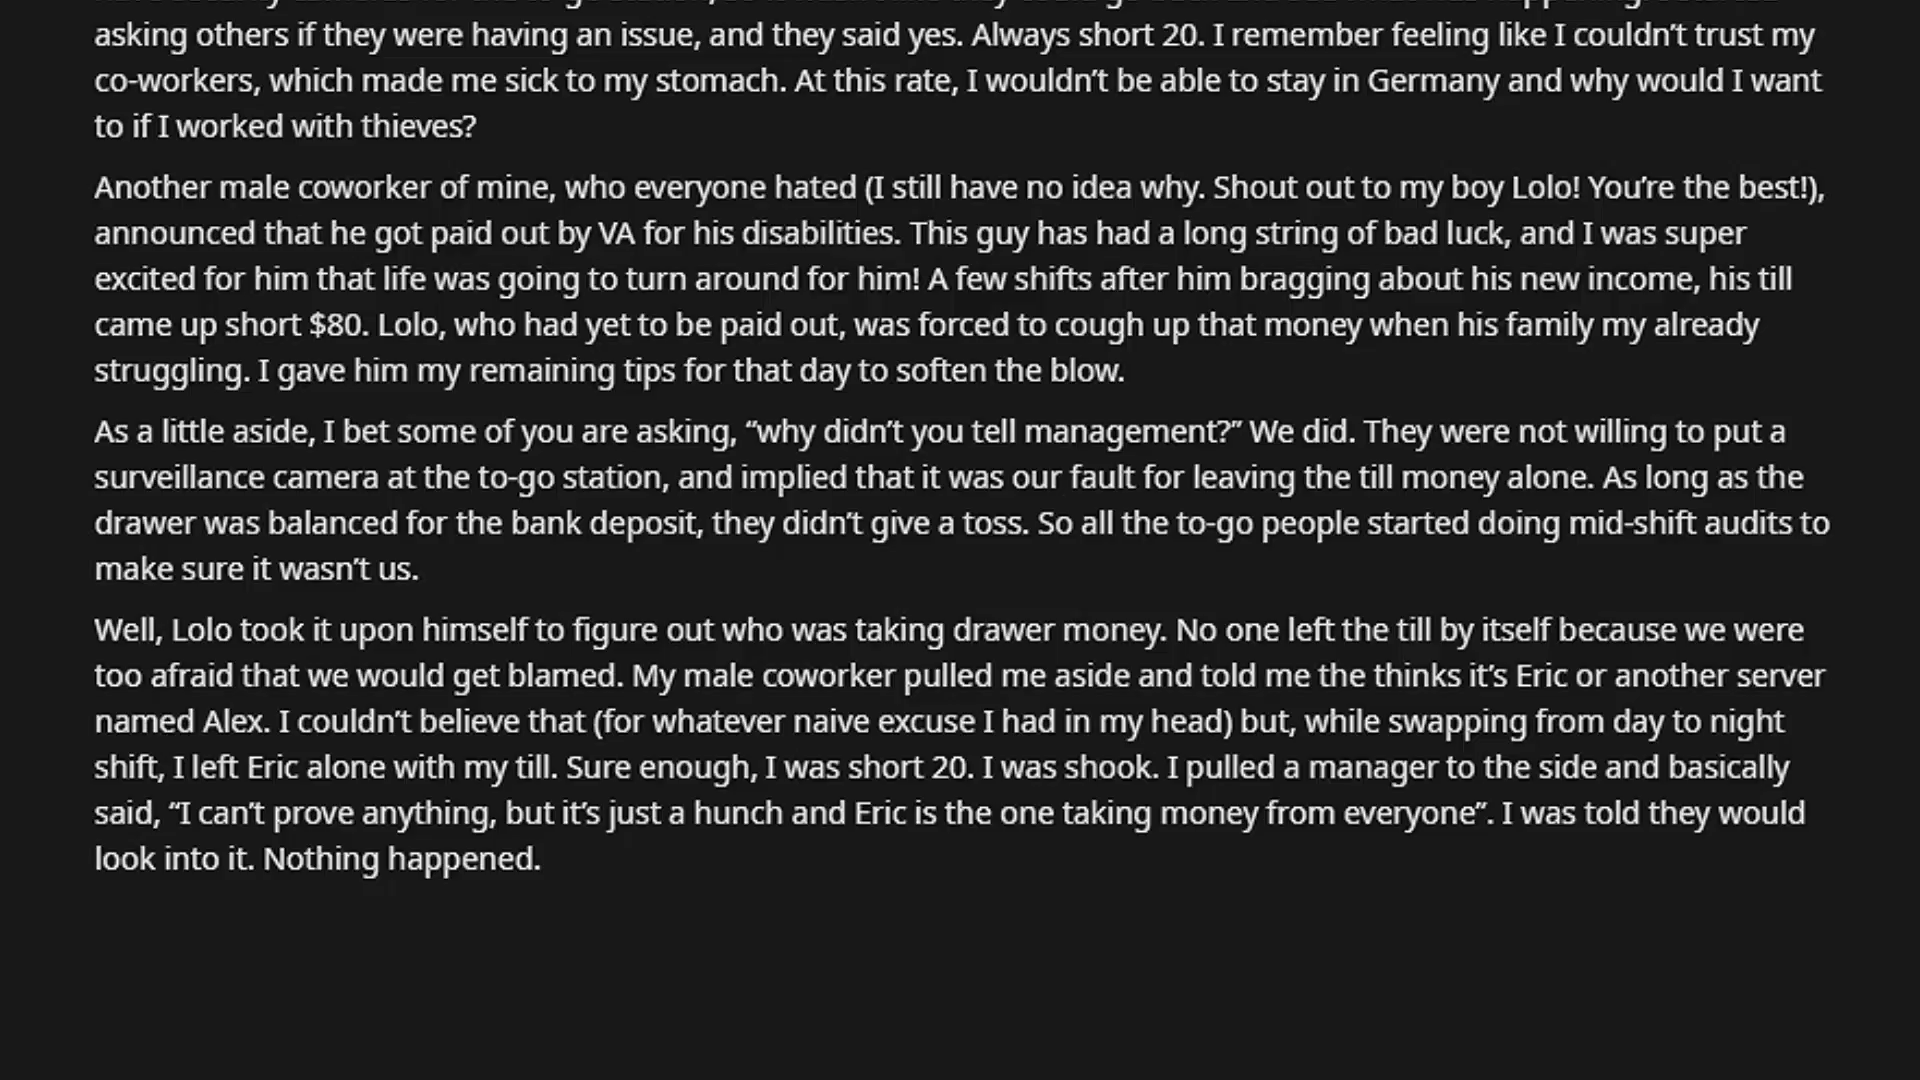 asking others if they were having an issue, and they said yes. Always short 20. I remember feeling like I couldn't trust my
co-workers, which made me sick to my stomach. At this rate, I wouldn't be able to stay in Germany and why would I want
to if I worked with thieves?
Another male coworker of mine, who everyone hated (I still have no idea why. Shout out to my boy Lolo! You're the best!),
announced that he got paid out by VA for his disabilities. This guy has had a long string of bad luck, and I was super
excited for him that life was going to turn around for him! A few shifts after him bragging about his new income, his till
came up short $80. Lolo, who had yet to be paid out, was forced to cough up that money when his family my already
struggling. I gave him my remaining tips for that day to soften the blow.
As a little aside, I bet some of you are asking, “why didn't you tell management?” We did. They were not willing to put a
surveillance camera at the to-go station, and implied that it was our fault for leaving the till money alone. As long as the
drawer was balanced for the bank deposit, they didn't give a toss. So all the to-go people started doing mid-shift audits to
make sure it wasn't us.
Well, Lolo took it upon himself to figure out who was taking drawer money. No one left the till by itself because we were
too afraid that we would get blamed. My male coworker pulled me aside and told me the thinks it's Eric or another server
named Alex. I couldn't believe that (for whatever naive excuse I had in my head) but, while swapping from day to night
shift, I left Eric alone with my till. Sure enough, I was short 20. I was shook. I pulled a manager to the side and basically
said, “I can't prove anything, but it's just a hunch and Eric is the one taking money from everyone”. I was told they would
look into it. Nothing happened.